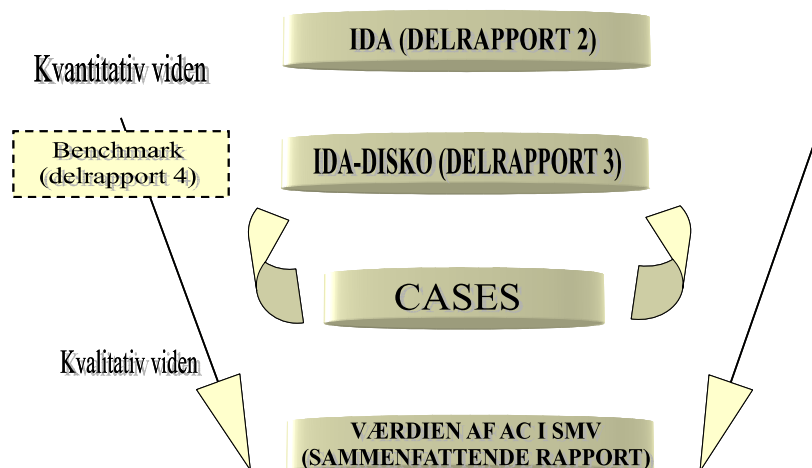 IDA (DELRAPPORT 2)
Kvantitativ viden
Benchmark
(delrapport 4)
IDA-DISKO (DELRAPPORT 3)
CASES
Kvalitativ viden
VÆRDIEN AF AC I SMV
(SAMMENFATTENDE RAPPORT)